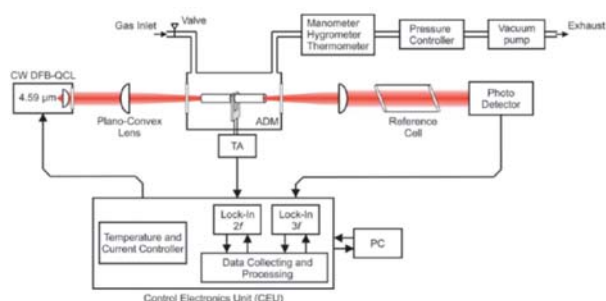 Gas Inlet
Valve
Manometer
Hygrometer
Thermometer
Pressure
Controller
Vacuum
pump
Exhaust
CW DFB-QCL
4.59 µm
Plano-Convex
Lens
ADM
TA
Reference
Cell
Photo
Detector
Temperature and
Current Controller
Lock-In
2f
Lock-In
3f
Data Collecting and
Processing
PC
Control Electronics Unit (CEU)